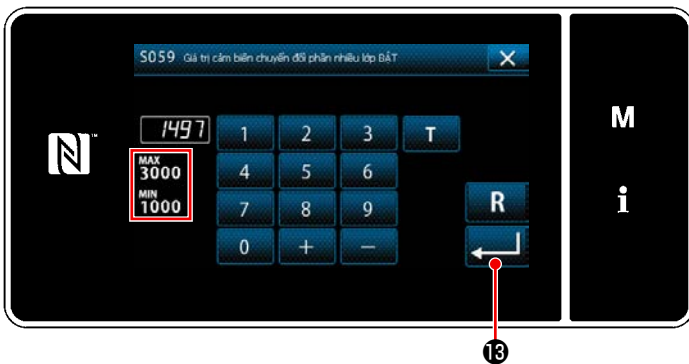 S059 Giá trị cảm biến chuyển đổi phần nhiều lớp BẬT
1497
1 2 3 T
MAX
3000
4 5 6
MIN
1000
7 8 9 R
0 + −
M
i
⓭